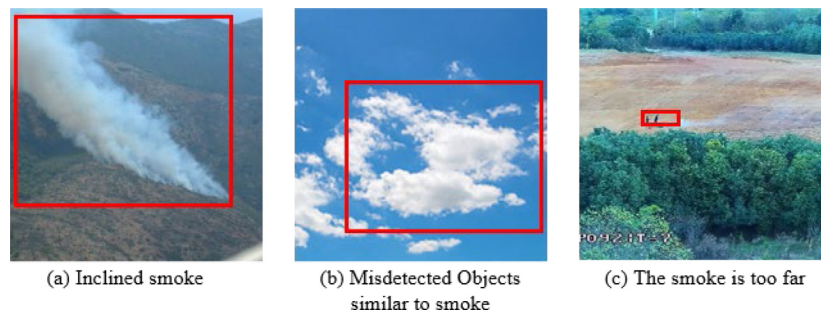 (a) Inclined smoke
(b) Misdetected Objects
similar to smoke
(c) The smoke is too far